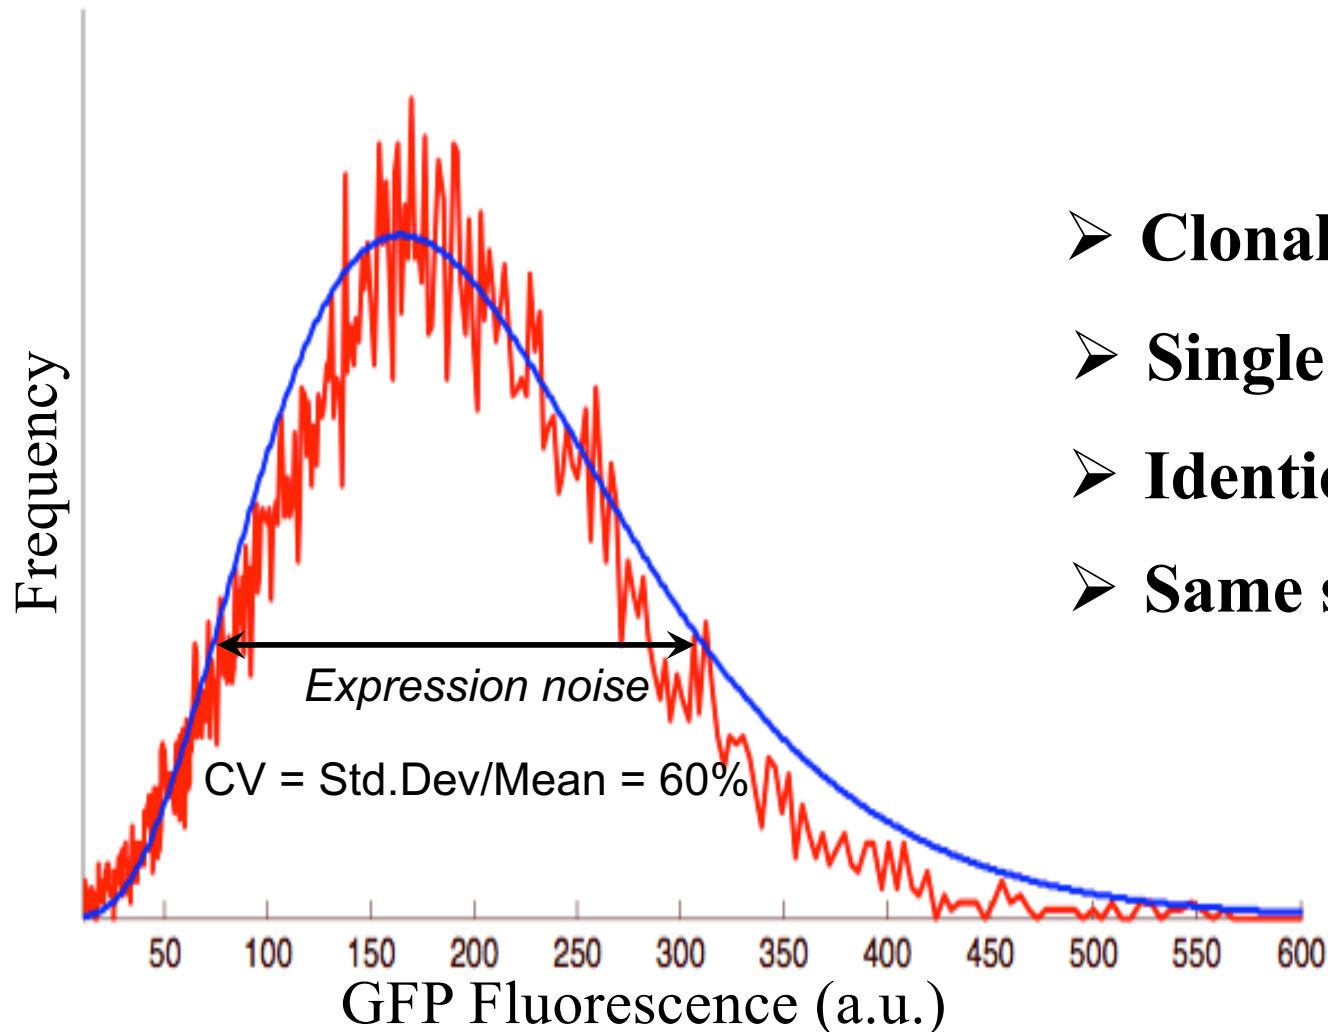 Frequency
➢ Clonal
➢ Single
➢ Identic
➢ Same s
Expression noise
CV = Std.Dev/Mean = 60%
50 100 150 200 250 300 350 400 450 500 550 600
GFP Fluorescence (a.u.)